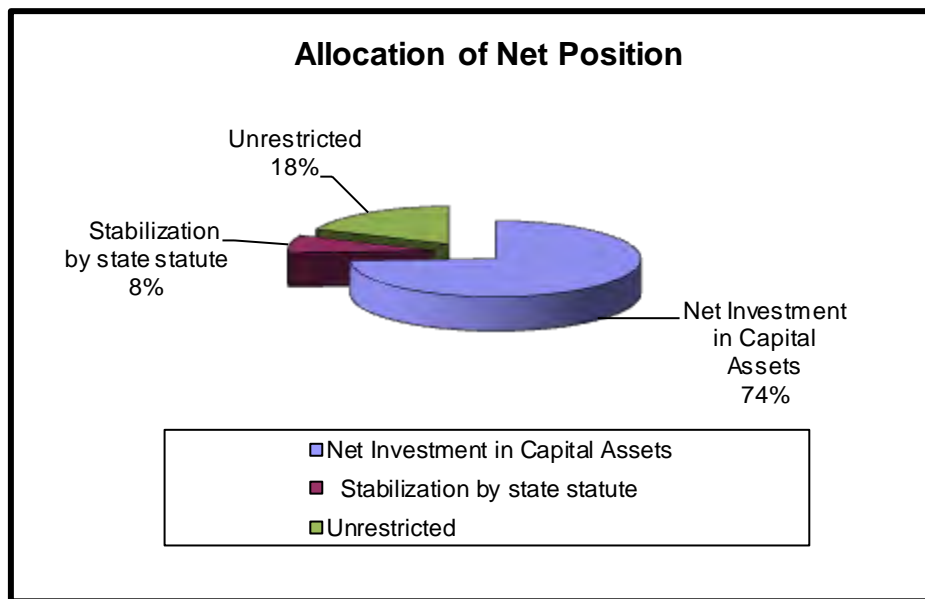 Allocation of Net Position
Unrestricted
18%
Stabilization
by state statute
8%
Net Investment
in Capital
Assets
74%
Net Investment in Capital Assets
Stabilization by state statute
Unrestricted